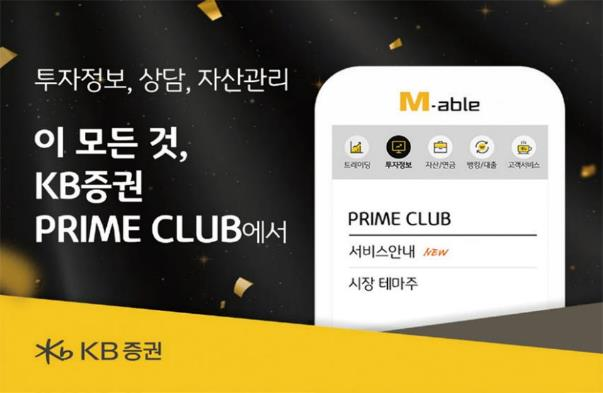 투자정보, 상담, 자산관리
이 모든 것,
KB증권
PRIME CLUB에서
M-able
트레이딩 투자정보 자산/연금 뱅킹/대출 고객서비스
PRIME CLUB
서비스안내 NEW
시장 테마주
Kb KB증권